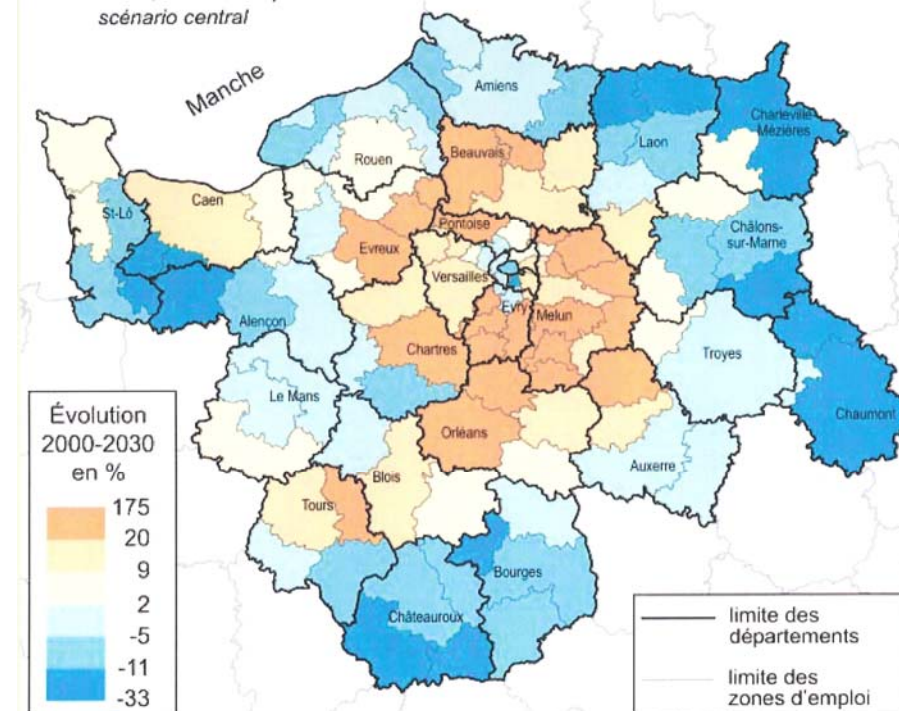 scénario central
Manche
Amiens
Charleville
Mézières
Laon
Rouen
Beauvais
Caen
St-Lô
Pontoise
Châlons-
sur-Marne
Evreux
Versailles
Evry
Melun
Alençon
Chartres
Troyes
Le Mans
Chaumont
Orléans
Auxerre
Blois
Tours
Bourges
Châteauroux
Évolution
2000-2030
en %
175
20
9
2
-5
-11
-33
limite des
départements
limite des
zones d'emploi